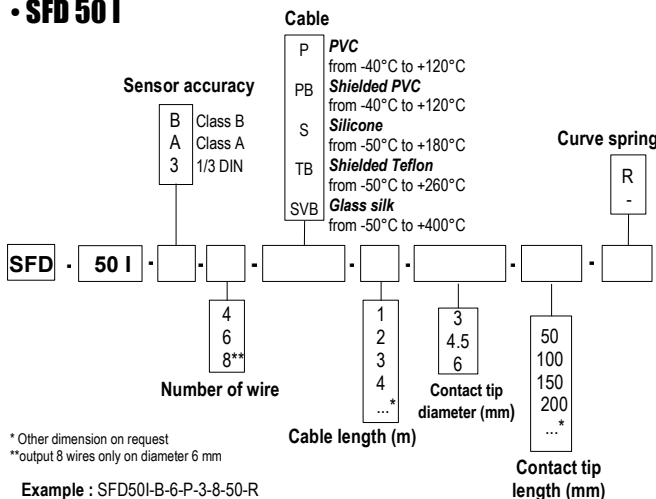 • SFD 50 I
Cable
P PVC
from -40°C to +120°C
PB Shielded PVC
from -40°C to +120°C
S Silicone
from -50°C to +180°C
TB Shielded Teflon
from -50°C to +260°C
SVB Glass silk
from -50°C to +400°C
Sensor accuracy
B Class B
A Class A
3 1/3 DIN
Curve spring
R
-
SFD - 50 I - - - - - - -
4
6
8**
Number of wire
1
2
3
4
...*
Cable length (m)
3
4.5
6
Contact tip
diameter (mm)
50
100
150
200
...*
Contact tip
length (mm)
* Other dimension on request
**output 8 wires only on diameter 6 mm
Example : SFD50I-B-6-P-3-8-50-R